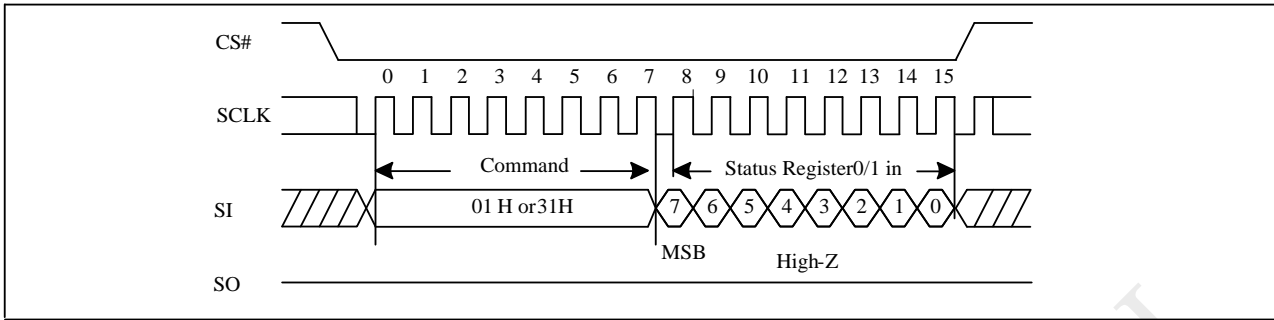 CS#
0 1 2 3 4 5 6 7 8 9 10 11 12 13 14 15
SCLK
Command Status Register0/1 in
SI 01 H or31H 7 6 5 4 3 2 1 0
MSB High-Z
SO